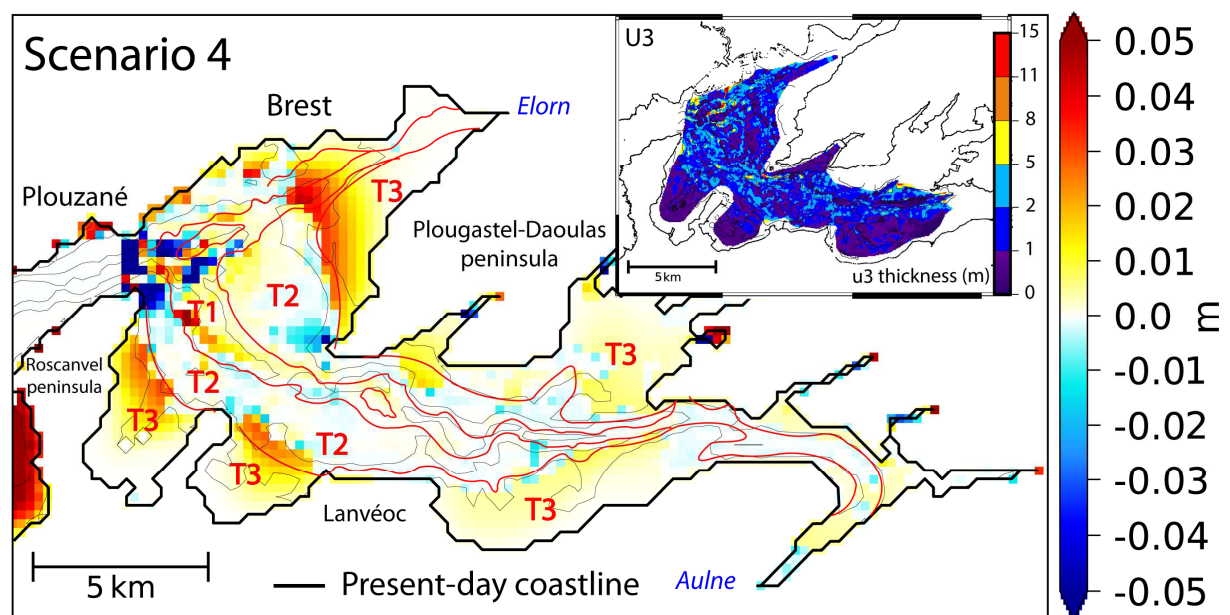 Scenario 4
Brest
Elorn
Plouzané
T3
Plougastel-Daoulas
peninsula
T2
T1
Roscanvel
peninsula
T2
T3
T3
T2
T3
T3
Lanvéoc
5 km
Present-day coastline
Aulne
U3
5 km
u3 thickness (m)
15
11
8
5
2
1
0
0.05
0.04
0.03
0.02
0.01
0.0
-0.01
-0.02
-0.03
-0.04
-0.05
m